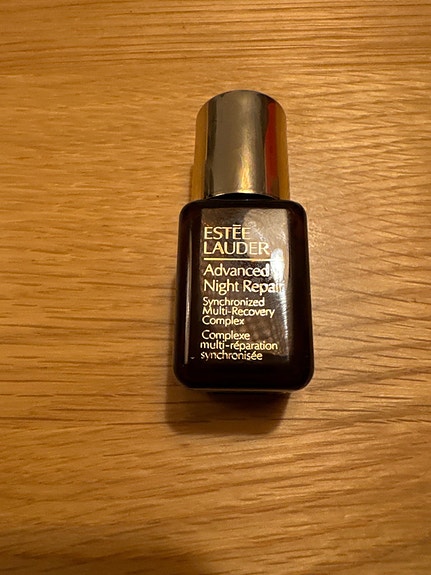 ESTĒE
LAUDER
Advanced
Night Repair
Synchronized
Multi-Recovery
Complex
Complexe
multi-réparation
synchronisée